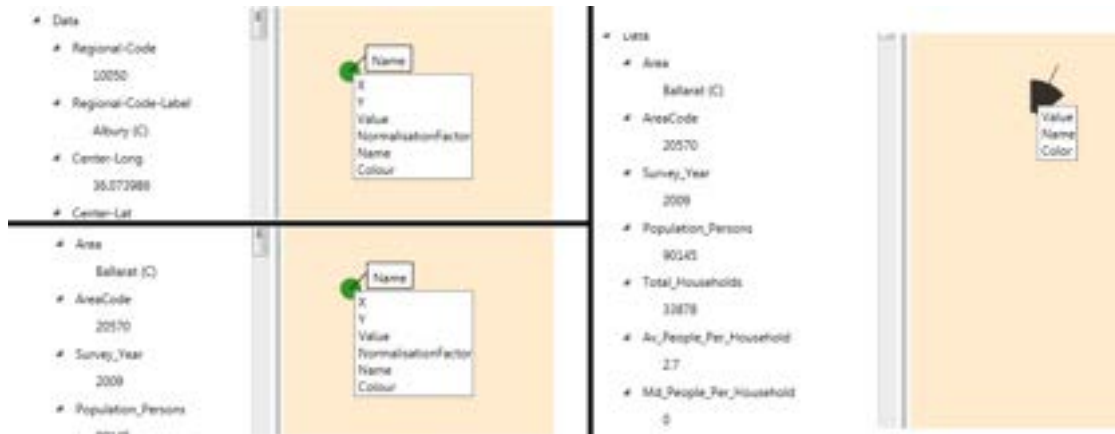 Data
Regional-Code
10050
Regional-Code-Label
Albury (C)
Center-Long
36.073988
Center-Lat
Name
X
Y
Value
NormalisationFactor
Name
Colour
Area
Ballarat (C)
AreaCode
20570
Survey_Year
2009
Population_Persons
90145
Name
X
Y
Value
NormalisationFactor
Name
Colour
Data
Area
Ballarat (C)
AreaCode
20570
Survey_Year
2009
Population_Persons
90145
Total_Households
33878
Av_People_Per_Household
2.7
Md_People_Per_Household
0
Value
Name
Color